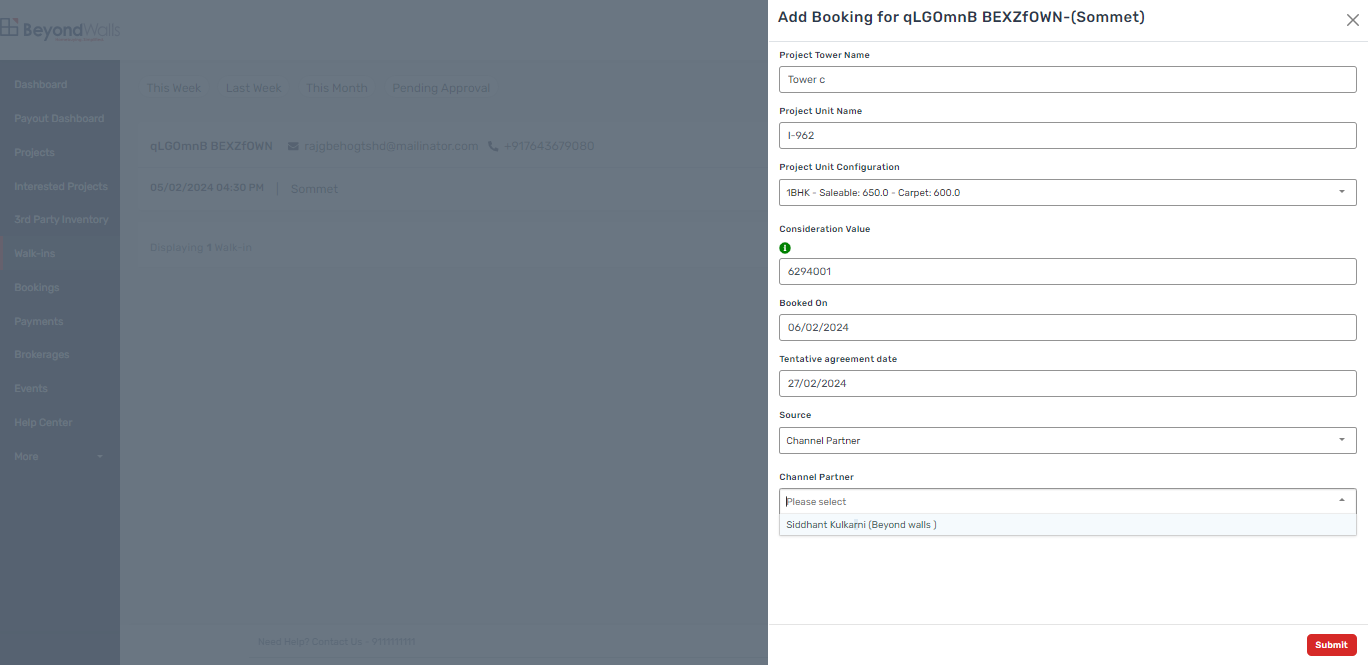 BeyondWalls
Dashboard
Payout Dashboard
Projects
Interested Projects
3rd Party Inventory
Walk-ins
Bookings
Payments
Brokerages
Events
Help Center
More
This Week Last Week This Month Pending Approval
qLGOmnB BEXZfOWN rajgbehogtshd@mailinator.com +917643679080
05/02/2024 04:30 PM | Sommet
Displaying 1 Walk-in
Need Help? Contact Us - 9111111111
Add Booking for qLGOmnB BEXZfOWN-(Sommet)
Project Tower Name
Tower c
Project Unit Name
I-962
Project Unit Configuration
1BHK - Saleable: 650.0 - Carpet: 600.0
Consideration Value
6294001
Booked On
06/02/2024
Tentative agreement date
27/02/2024
Source
Channel Partner
Channel Partner
Please select
Siddhant Kulkarni (Beyond walls )
Submit